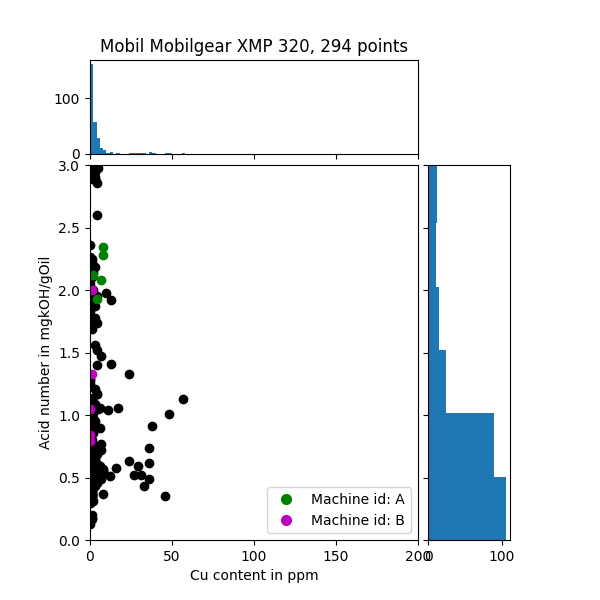 Mobil Mobilgear XMP 320, 294 points
100
0
3.0
2.5
2.0
1.5
1.0
0.5
0.0
Acid number in mgkOH/gOil
Machine id: A
Machine id: B
0 50 100 150 200 0 100
Cu content in ppm